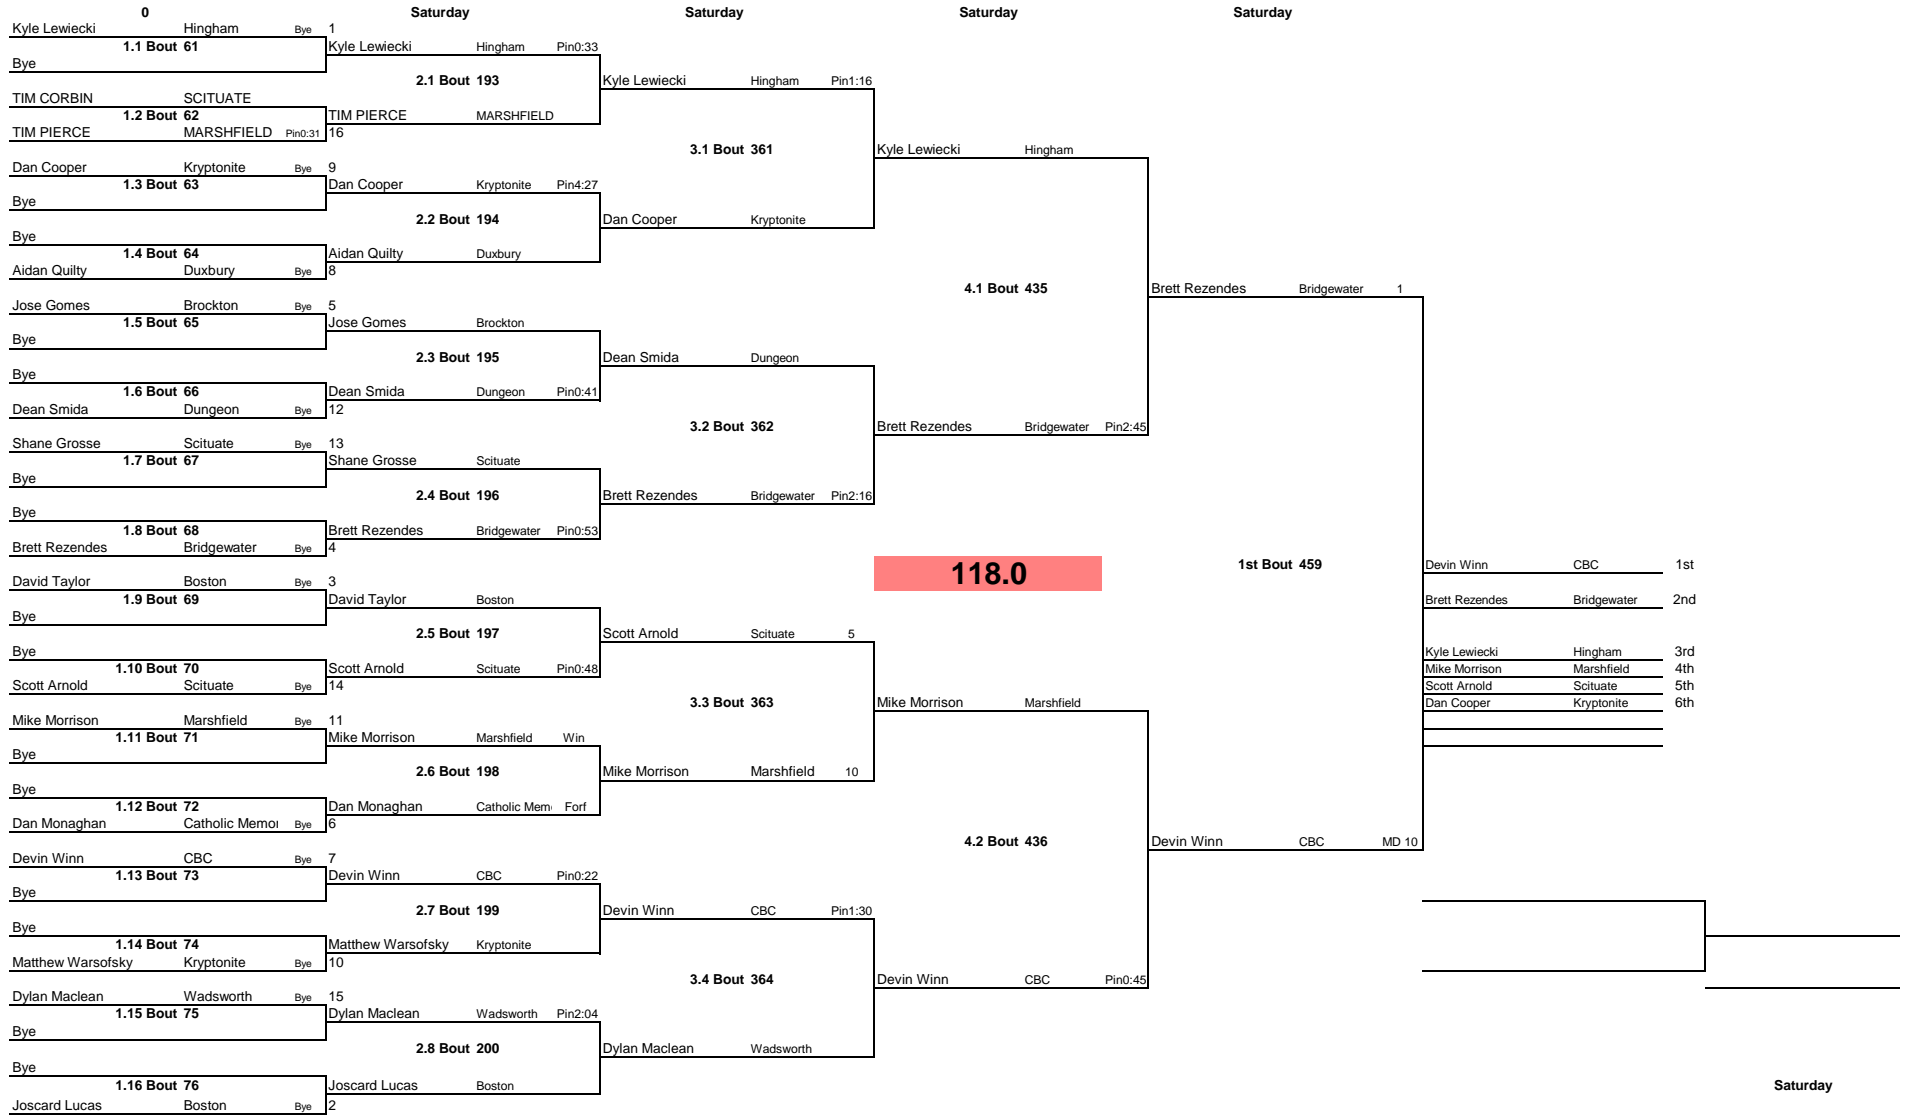 0 Saturday Saturday Saturday Saturday
Kyle Lewiecki Hingham Bye 1
1.1 Bout 61 Kyle Lewiecki Hingham Pin0:33
Bye
2.1 Bout 193 Kyle Lewiecki Hingham Pin1:16
TIM CORBIN SCITUATE
1.2 Bout 62 TIM PIERCE MARSHFIELD
TIM PIERCE MARSHFIELD Pin0:31 16
3.1 Bout 361 Kyle Lewiecki Hingham
Dan Cooper Kryptonite Bye 9
1.3 Bout 63 Dan Cooper Kryptonite Pin4:27
Bye
2.2 Bout 194 Dan Cooper Kryptonite
Bye
1.4 Bout 64 Aidan Quilty Duxbury
Aidan Quilty Duxbury Bye 8
4.1 Bout 435 Brett Rezendes Bridgewater 1
Jose Gomes Brockton Bye 5
1.5 Bout 65 Jose Gomes Brockton
Bye
2.3 Bout 195 Dean Smida Dungeon
Bye
1.6 Bout 66 Dean Smida Dungeon Pin0:41
Dean Smida Dungeon Bye 12
3.2 Bout 362 Brett Rezendes Bridgewater Pin2:45
Shane Grosse Scituate Bye 13
1.7 Bout 67 Shane Grosse Scituate
Bye
2.4 Bout 196 Brett Rezendes Bridgewater Pin2:16
Bye
1.8 Bout 68 Brett Rezendes Bridgewater Pin0:53
Brett Rezendes Bridgewater Bye 4
118.0 1st Bout 459 Devin Winn CBC 1st
David Taylor Boston Bye 3
1.9 Bout 69 David Taylor Boston Brett Rezendes Bridgewater 2nd
Bye
2.5 Bout 197 Scott Arnold Scituate 5
Bye Kyle Lewiecki Hingham 3rd
1.10 Bout 70 Scott Arnold Scituate Pin0:48 Mike Morrison Marshfield 4th
Scott Arnold Scituate Bye 14 Scott Arnold Scituate 5th
3.3 Bout 363 Mike Morrison Marshfield Dan Cooper Kryptonite 6th
Mike Morrison Marshfield Bye 11
1.11 Bout 71 Mike Morrison Marshfield Win
Bye
2.6 Bout 198 Mike Morrison Marshfield 10
Bye
1.12 Bout 72 Dan Monaghan Catholic Mem Forf
Dan Monaghan Catholic Memor Bye 6
4.2 Bout 436 Devin Winn CBC MD 10
Devin Winn CBC Bye 7
1.13 Bout 73 Devin Winn CBC Pin0:22
Bye
2.7 Bout 199 Devin Winn CBC Pin1:30
Bye
1.14 Bout 74 Matthew Warsofsky Kryptonite
Matthew Warsofsky Kryptonite Bye 10
3.4 Bout 364 Devin Winn CBC Pin0:45
Dylan Maclean Wadsworth Bye 15
1.15 Bout 75 Dylan Maclean Wadsworth Pin2:04
Bye
2.8 Bout 200 Dylan Maclean Wadsworth
Bye
1.16 Bout 76 Joscard Lucas Boston Saturday
Joscard Lucas Boston Bye 2